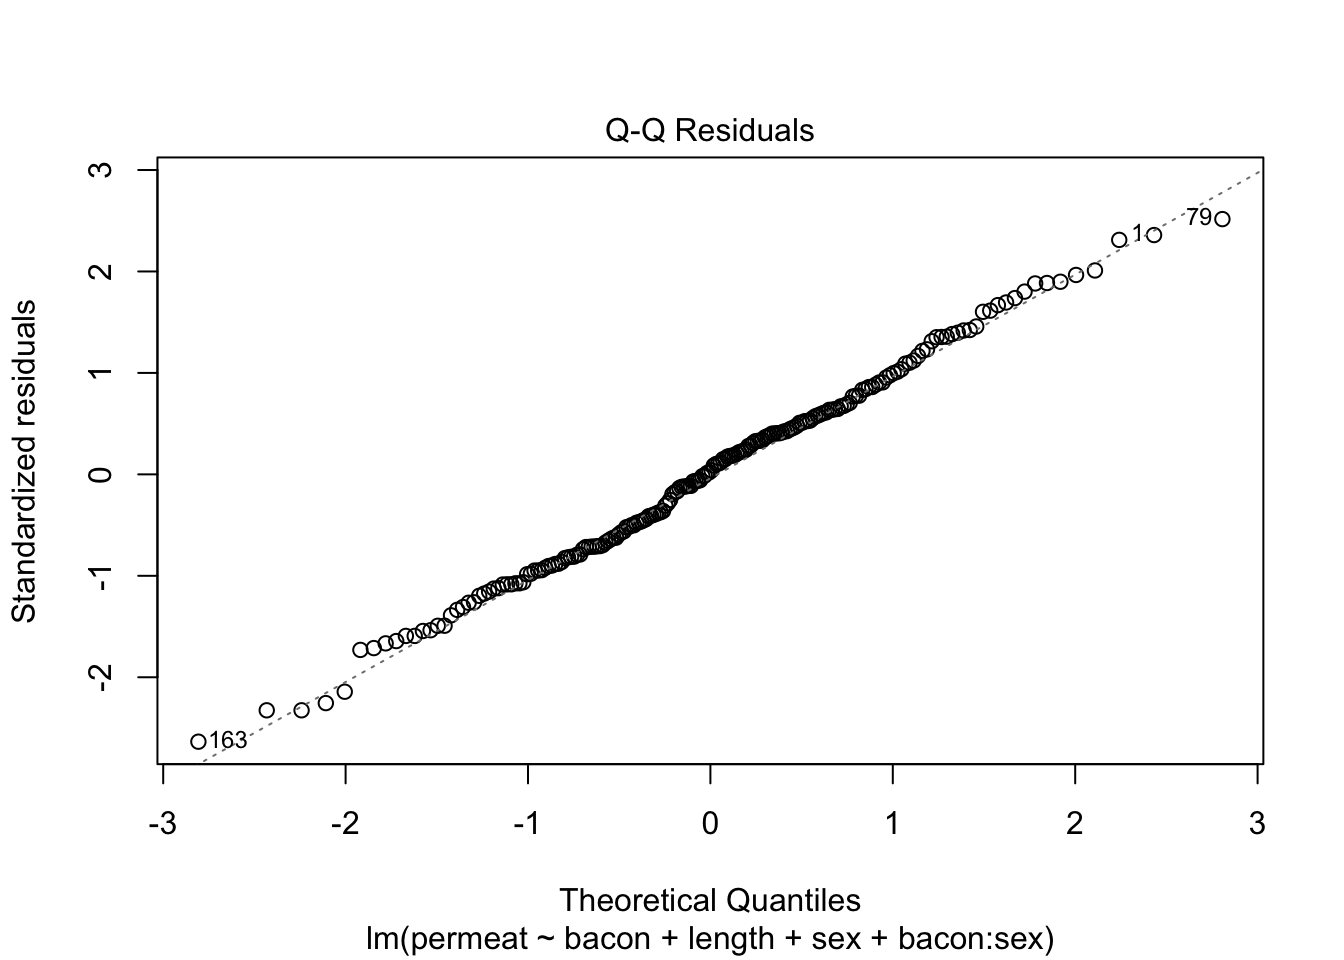 Q-Q Residuals
3
2
1
0
-1
-2
Standardized residuals
79
1
163
-3 -2 -1 0 1 2 3
Theoretical Quantiles
lm(permeat ~ bacon + length + sex + bacon:sex)